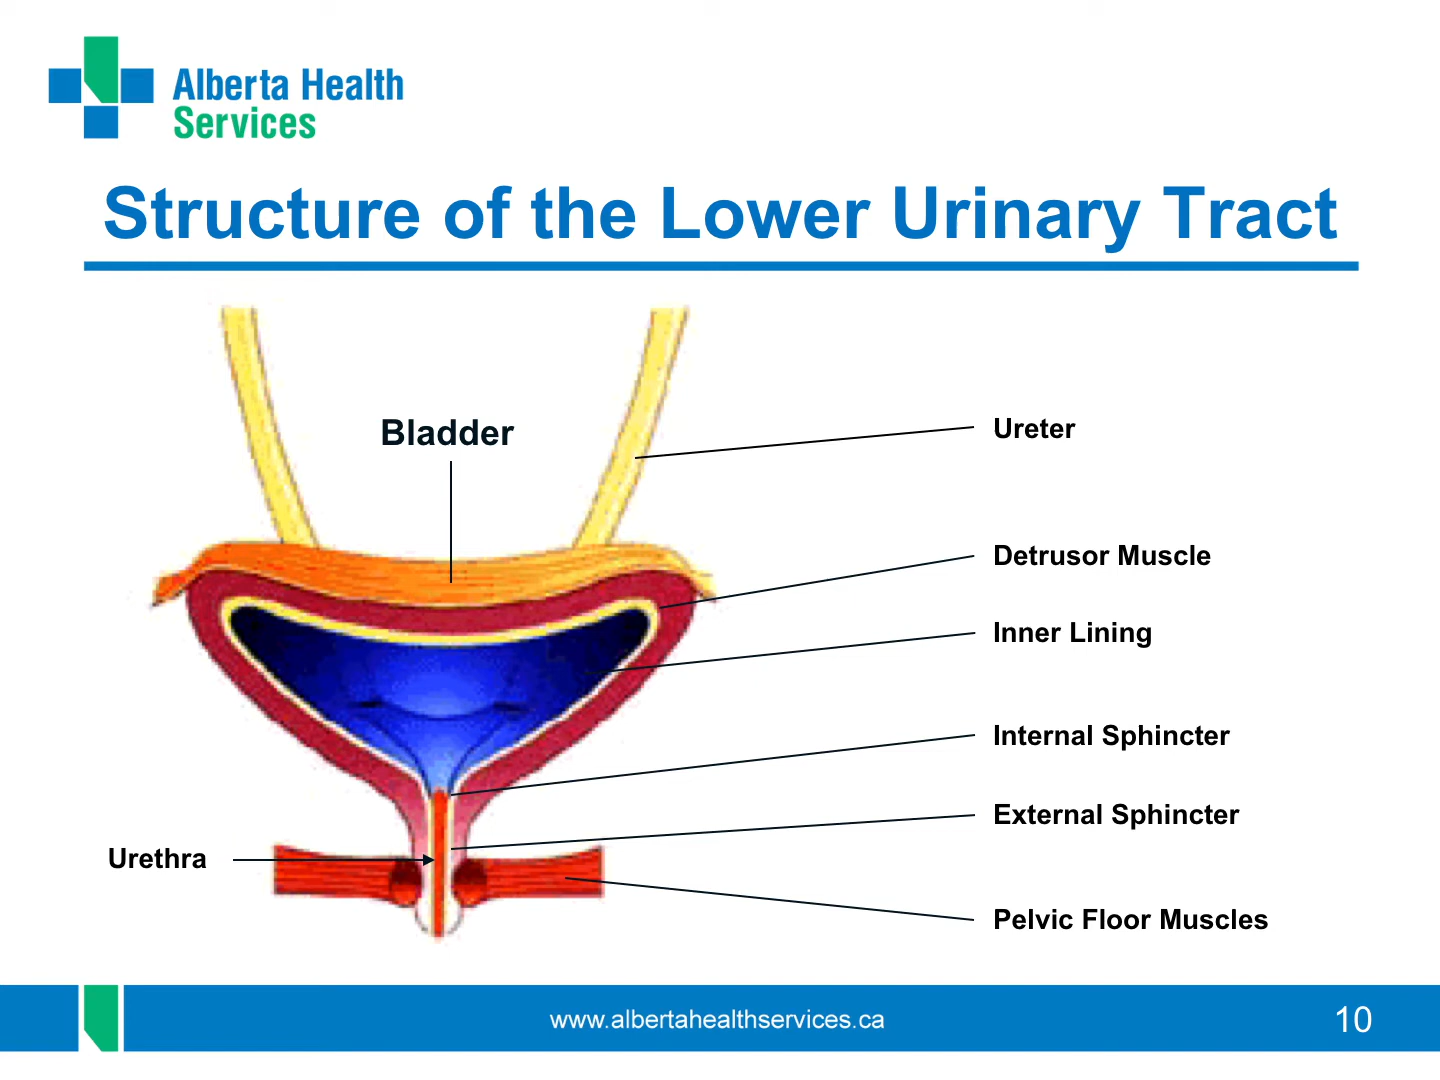 Alberta Health
Services
Structure of the Lower Urinary Tract
Bladder
Ureter
Detrusor Muscle
Inner Lining
Internal Sphincter
External Sphincter
Urethra
Pelvic Floor Muscles
www.albertahealthservices.ca
10